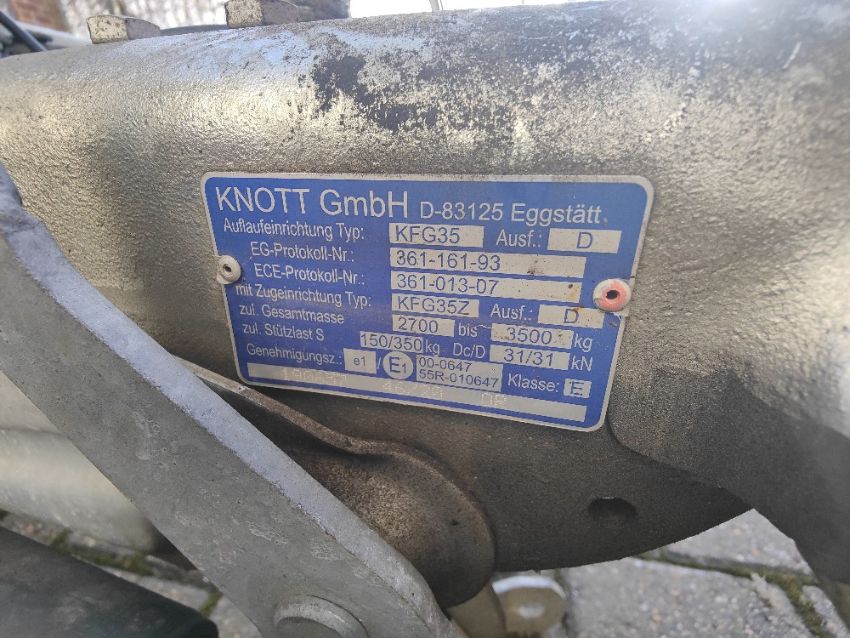 KNOTT GmbH D-83125 Eggstätt
Auflaufeinrichtung Typ: KFG35 Ausf.: D
EG-Protokoll-Nr.: 361-161-93
ECE-Protokoll-Nr.: 361-013-07
mit Zugeinrichtung Typ: KFG35Z Ausf.: D
zul. Gesamtmasse 2700 bis 3500 kg
zul. Stützlast S 150/350 kg Dc/D 31/31 kN
Genehmigungsz.: e1 / E1 00-0647
55R-010647 Klasse: E
46/20